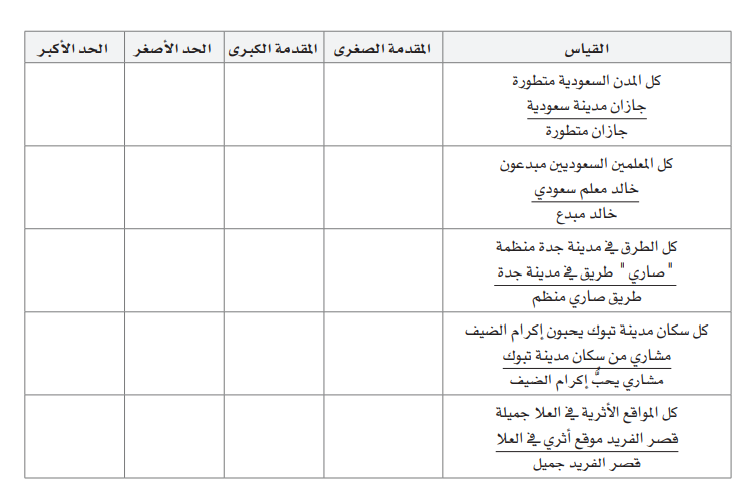 القياس المقدمة الصغرى المقدمة الكبرى الحد الأصغر الحد الأكبر
كل المدن السعودية متطورة
جازان مدينة سعودية
جازان متطورة
كل المعلمين السعوديين مبدعون
خالد معلم سعودي
خالد مبدع
كل الطرق في مدينة جدة منظمة
"صاري" طريق في مدينة جدة
طريق صاري منظم
كل سكان مدينة تبوك يحبون إكرام الضيف
مشاري من سكان مدينة تبوك
مشاري يحبُّ إكرام الضيف
كل المواقع الأثرية في العلا جميلة
قصر الفريد موقع أثري في العلا
قصر الفريد جميل